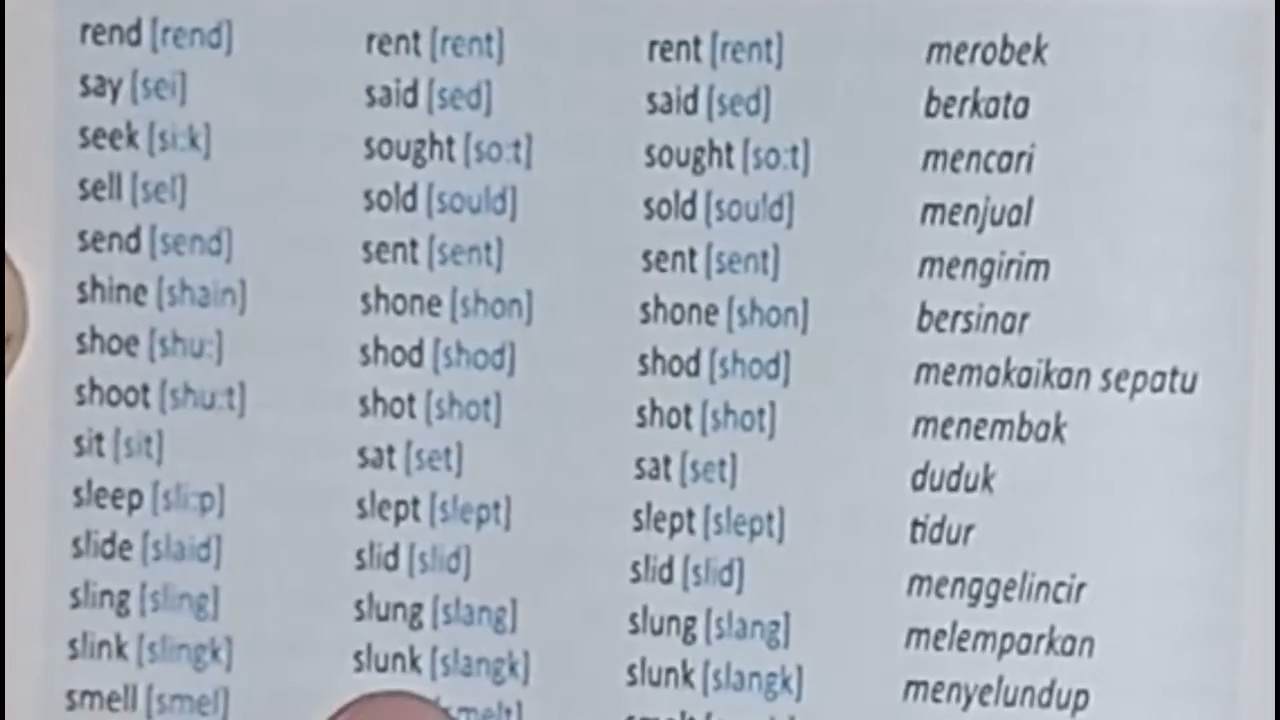 rend [rend] rent [rent] rent [rent] merobek
say [sei] said [sed] said [sed] berkata
seek [si:k] sought [so:t] sought [so:t] mencari
sell [sel] sold [sould] sold [sould] menjual
send [send] sent [sent] sent [sent] mengirim
shine [shain] shone [shon] shone [shon] bersinar
shoe [shu:] shod [shod] shod [shod] memakaikan sepatu
shoot [shu:t] shot [shot] shot [shot] menembak
sit [sit] sat [set] sat [set] duduk
sleep [sli:p] slept [slept] slept [slept] tidur
slide [slaid] slid [slid] slid [slid] menggelincir
sling [sling] slung [slang] slung [slang] melemparkan
slink [slingk] slunk [slangk] slunk [slangk] menyelundup
smell [smel] [smelt]